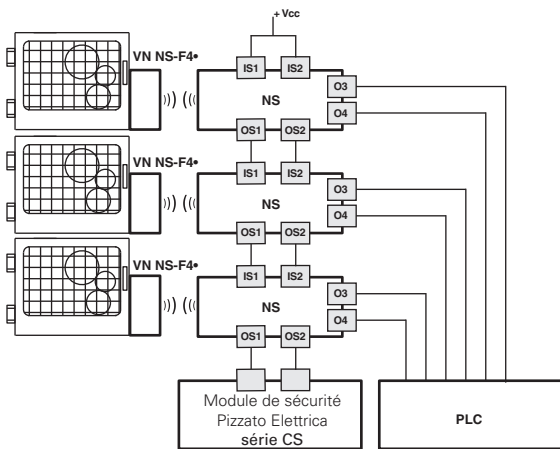 + Vcc
VN NS-F4•
IS1 IS2
O3
NS
O4
OS1 OS2
VN NS-F4•
IS1 IS2
O3
NS
O4
OS1 OS2
VN NS-F4•
IS1 IS2
O3
NS
O4
OS1 OS2
Module de sécurité
Pizzato Elettrica
série CS
PLC